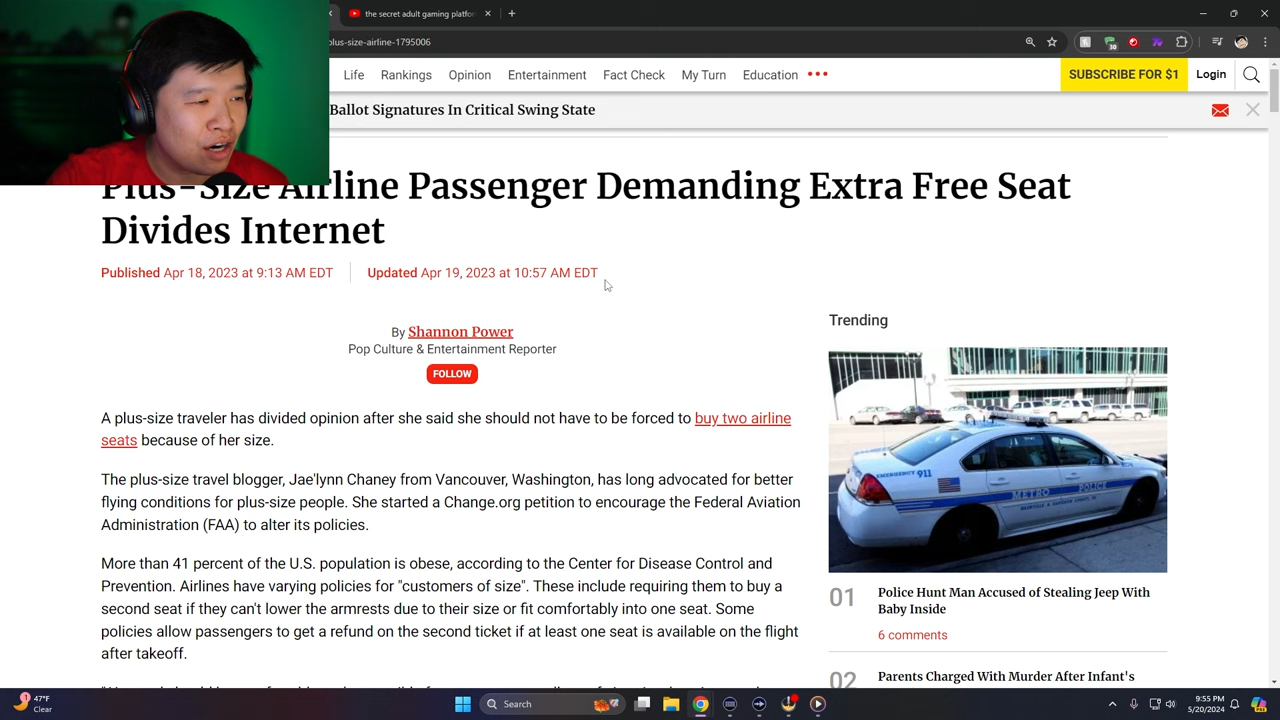 the secret adult gaming platfor
plus-size-airline-1795006
Life Rankings Opinion Entertainment Fact Check My Turn Education SUBSCRIBE FOR $1 Login
Ballot Signatures In Critical Swing State
Plus-Size Airline Passenger Demanding Extra Free Seat
Divides Internet
Published Apr 18, 2023 at 9:13 AM EDT Updated Apr 19, 2023 at 10:57 AM EDT
By Shannon Power
Pop Culture & Entertainment Reporter
FOLLOW
A plus-size traveler has divided opinion after she said she should not have to be forced to buy two airline
seats because of her size.
The plus-size travel blogger, Jae'lynn Chaney from Vancouver, Washington, has long advocated for better
flying conditions for plus-size people. She started a Change.org petition to encourage the Federal Aviation
Administration (FAA) to alter its policies.
More than 41 percent of the U.S. population is obese, according to the Center for Disease Control and
Prevention. Airlines have varying policies for "customers of size". These include requiring them to buy a
second seat if they can't lower the armrests due to their size or fit comfortably into one seat. Some
policies allow passengers to get a refund on the second ticket if at least one seat is available on the flight
after takeoff.
Trending
EMERGENCY 911
METRO POLICE
01 Police Hunt Man Accused of Stealing Jeep With
Baby Inside
6 comments
02 Parents Charged With Murder After Infant's
47°F
Clear
Search
9:55 PM
5/20/2024